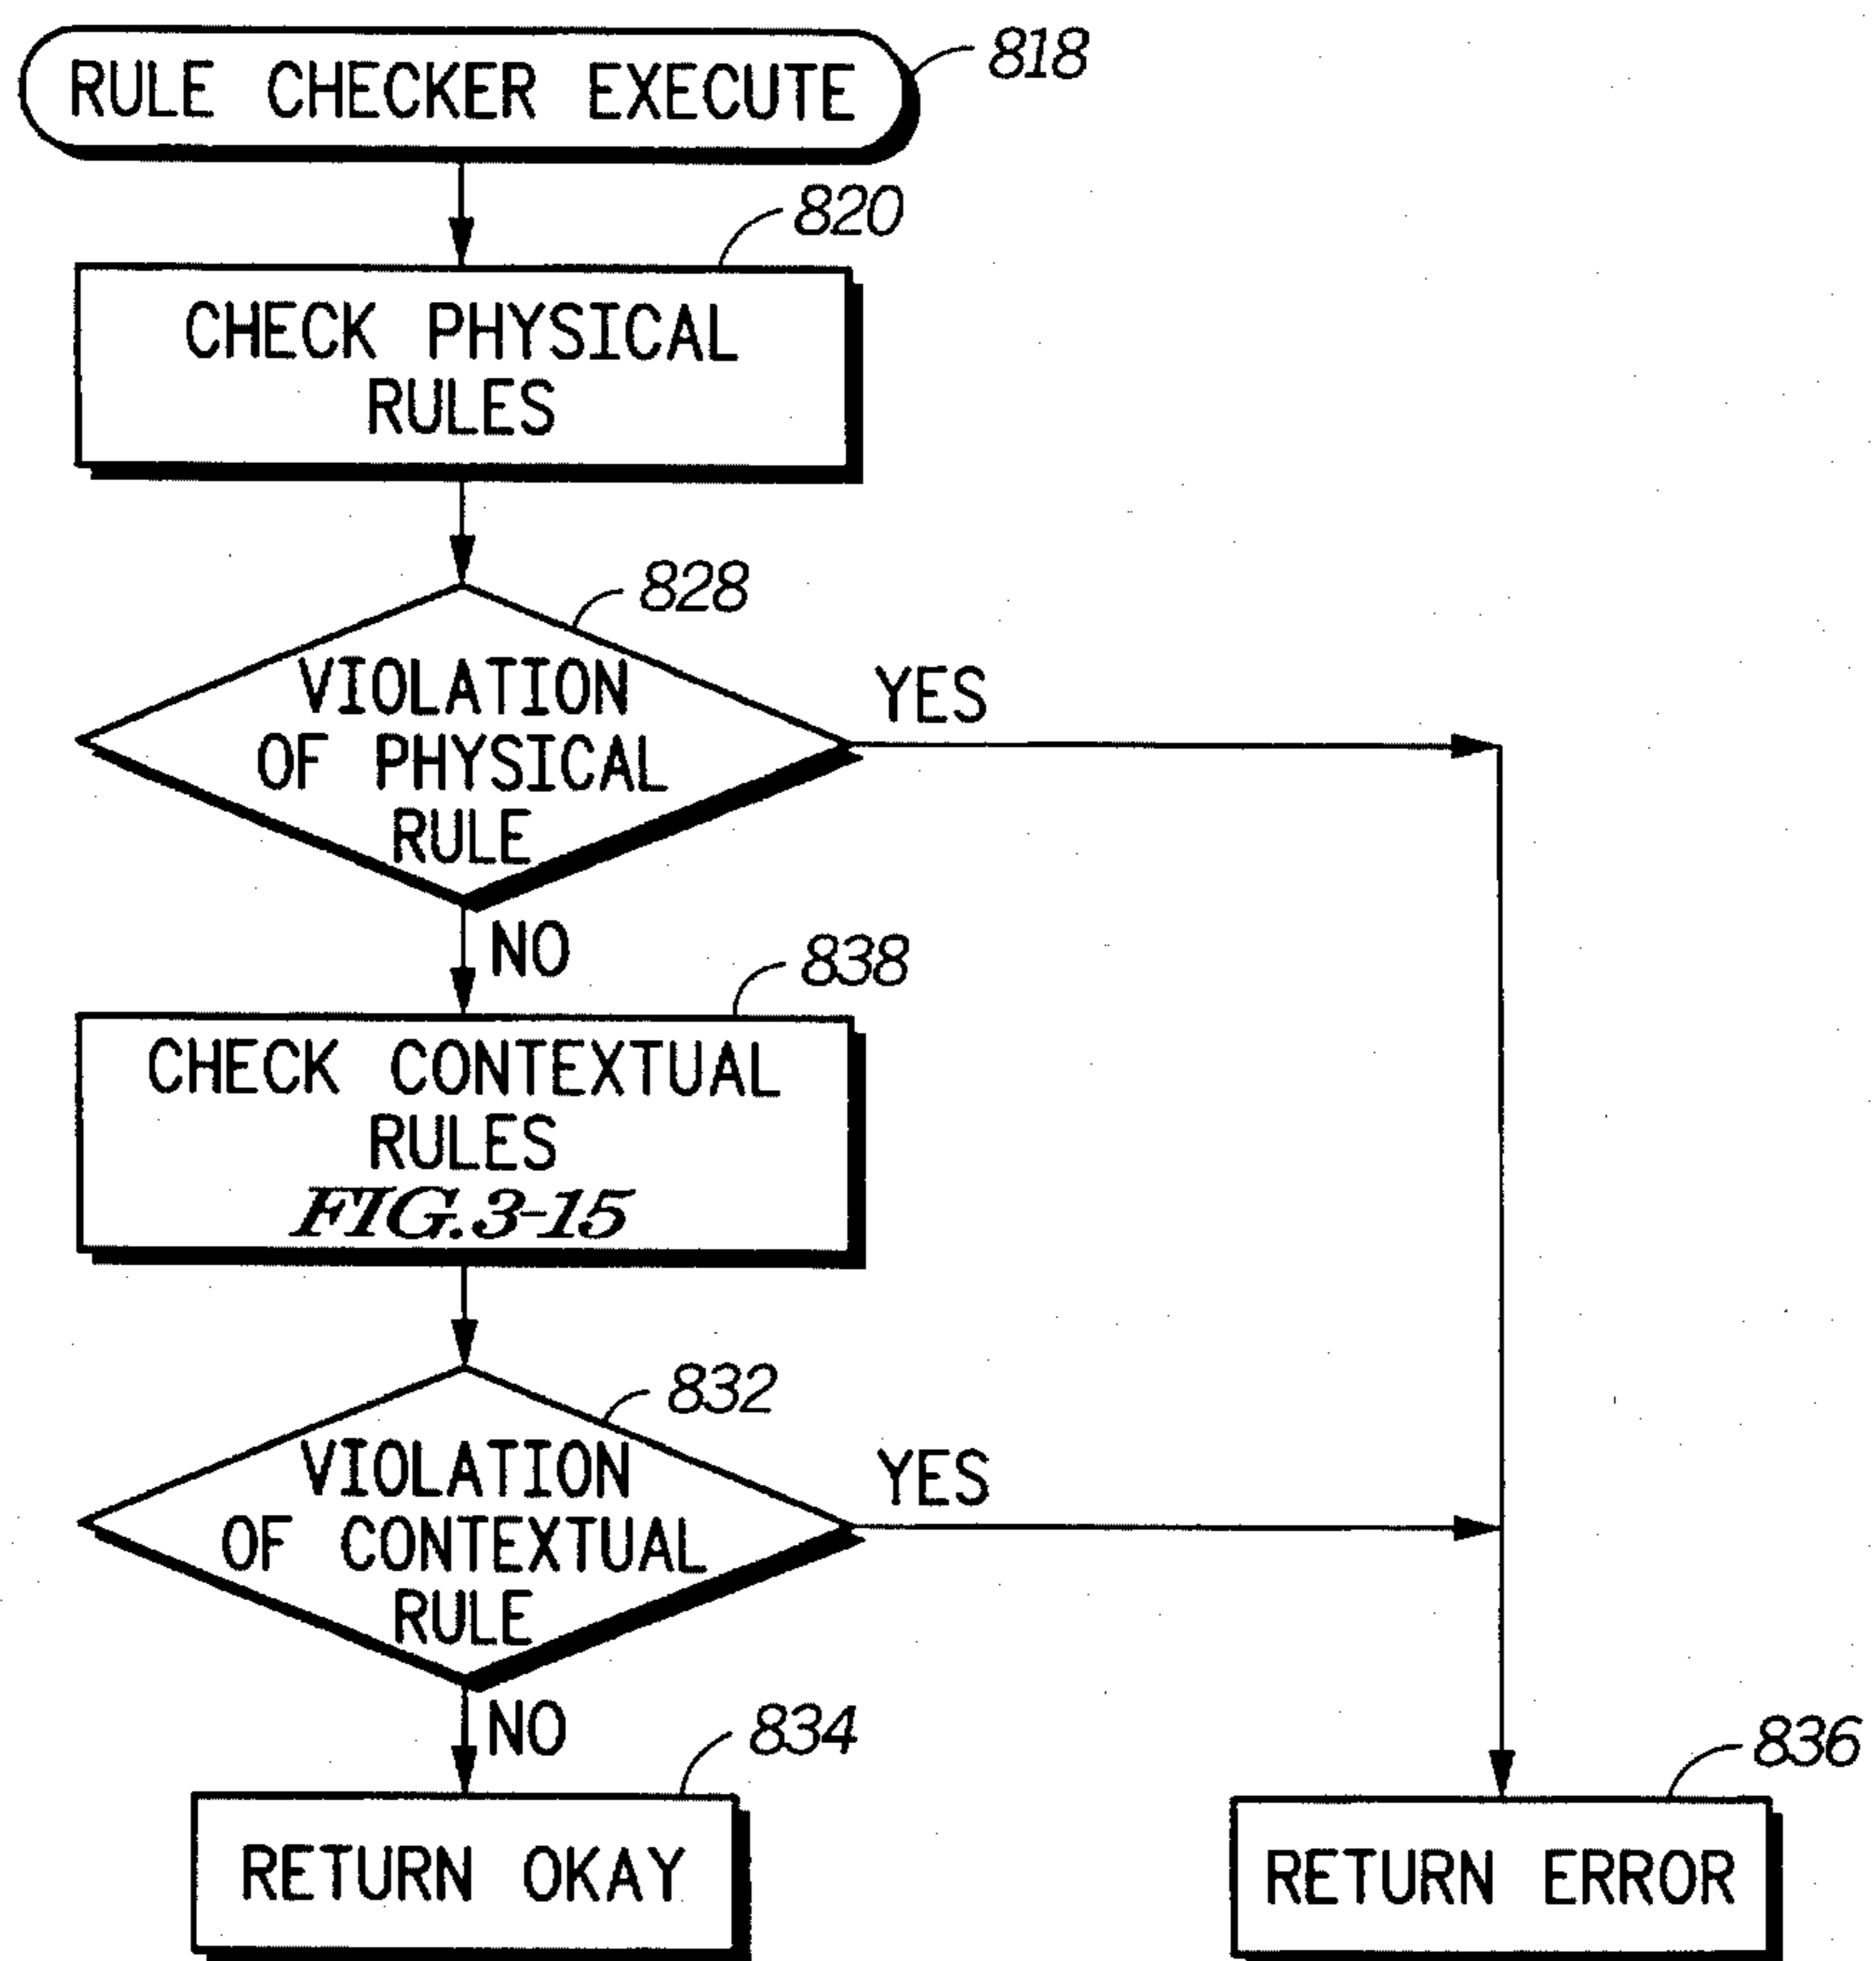 RULE CHECKER EXECUTE
818
820
CHECK PHYSICAL
RULES
828
VIOLATION
OF PHYSICAL
RULE
YES
NO
838
CHECK CONTEXTUAL
RULES
FIG.3-15
832
VIOLATION
OF CONTEXTUAL
RULE
YES
NO
834
RETURN OKAY
836
RETURN ERROR